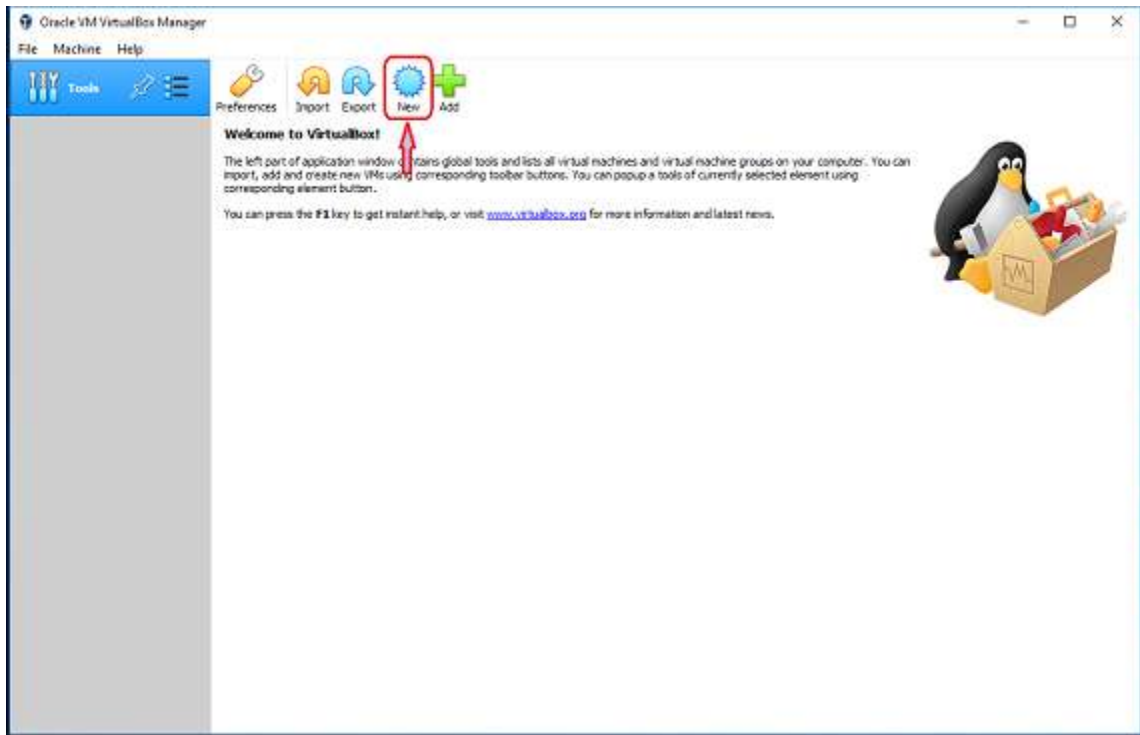 Oracle VM VirtualBox Manager
File Machine Help
Tools
Preferences Import Export New Add
Welcome to VirtualBox!
The left part of application window contains global tools and lists all virtual machines and virtual machine groups on your computer. You can
import, add and create new VMs using corresponding toolbar buttons. You can popup a tools of currently selected element using
corresponding element button.
You can press the F1 key to get instant help, or visit www.virtualbox.org for more information and latest news.